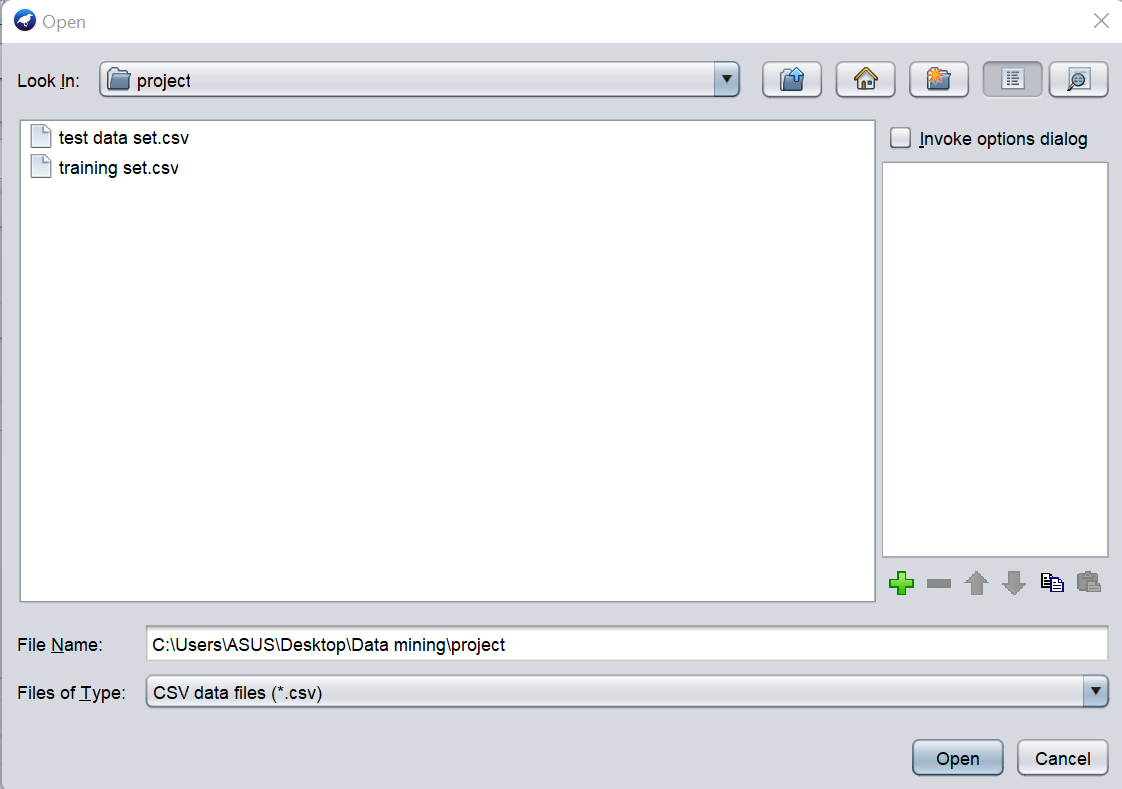 Open
Look In: project
test data set.csv
training set.csv
Invoke options dialog
File Name: C:\Users\ASUS\Desktop\Data mining\project
Files of Type: CSV data files (*.csv)
Open Cancel